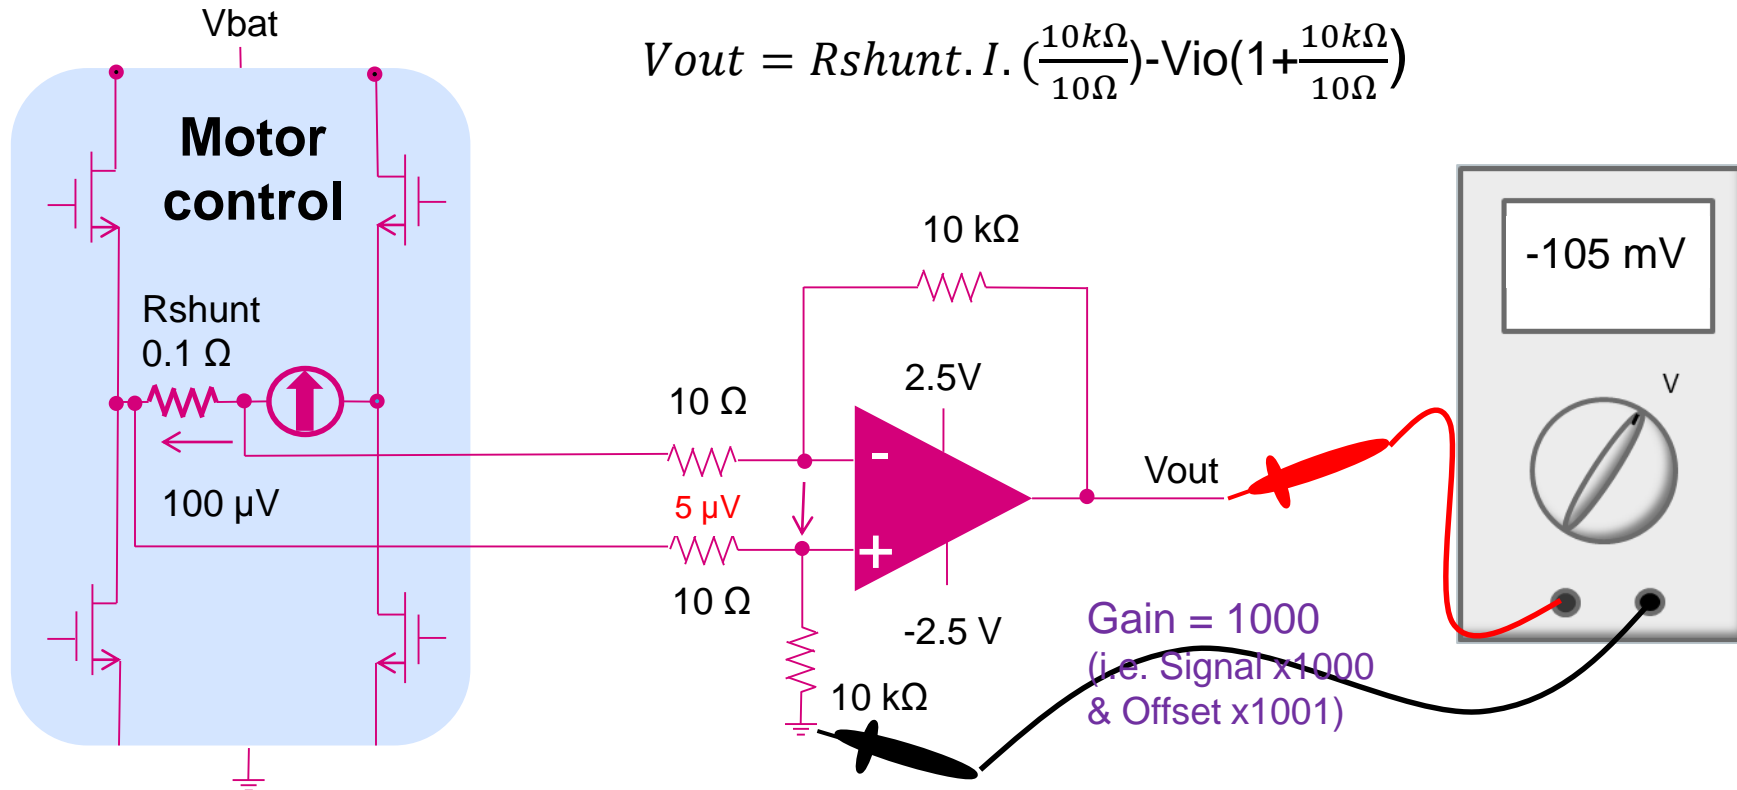 Vbat
Vout = Rshunt. I. (10kΩ/10Ω)-Vio(1+10kΩ/10Ω)
Motor
control
-105 mV
10 kΩ
Rshunt
0.1 Ω
2.5V
V
10 Ω
-
Vout
100 µV
5 µV
+
10 Ω
-2.5 V
Gain = 1000
(i.e. Signal x1000
& Offset x1001)
10 kΩ